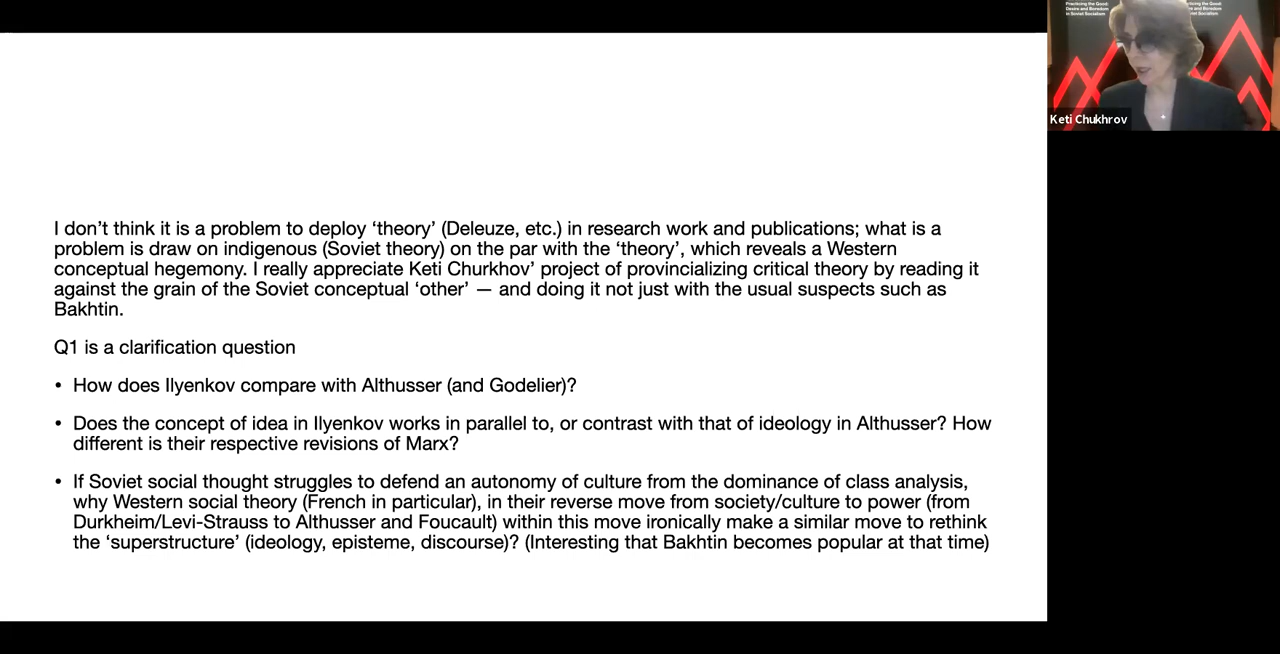 Practising the Good:
Desire and Boredom
in Soviet Socialism
I don’t think it is a problem to deploy ‘theory’ (Deleuze, etc.) in research work and publications; what is a
problem is draw on indigenous (Soviet theory) on the par with the ‘theory’, which reveals a Western
conceptual hegemony. I really appreciate Keti Churkhov’ project of provincializing critical theory by reading it
against the grain of the Soviet conceptual ‘other’ — and doing it not just with the usual suspects such as
Bakhtin.
Q1 is a clarification question
• How does Ilyenkov compare with Althusser (and Godelier)?
• Does the concept of idea in Ilyenkov works in parallel to, or contrast with that of ideology in Althusser? How
different is their respective revisions of Marx?
• If Soviet social thought struggles to defend an autonomy of culture from the dominance of class analysis,
why Western social theory (French in particular), in their reverse move from society/culture to power (from
Durkheim/Levi-Strauss to Althusser and Foucault) within this move ironically make a similar move to rethink
the ‘superstructure’ (ideology, episteme, discourse)? (Interesting that Bakhtin becomes popular at that time)
Keti Chukhrov